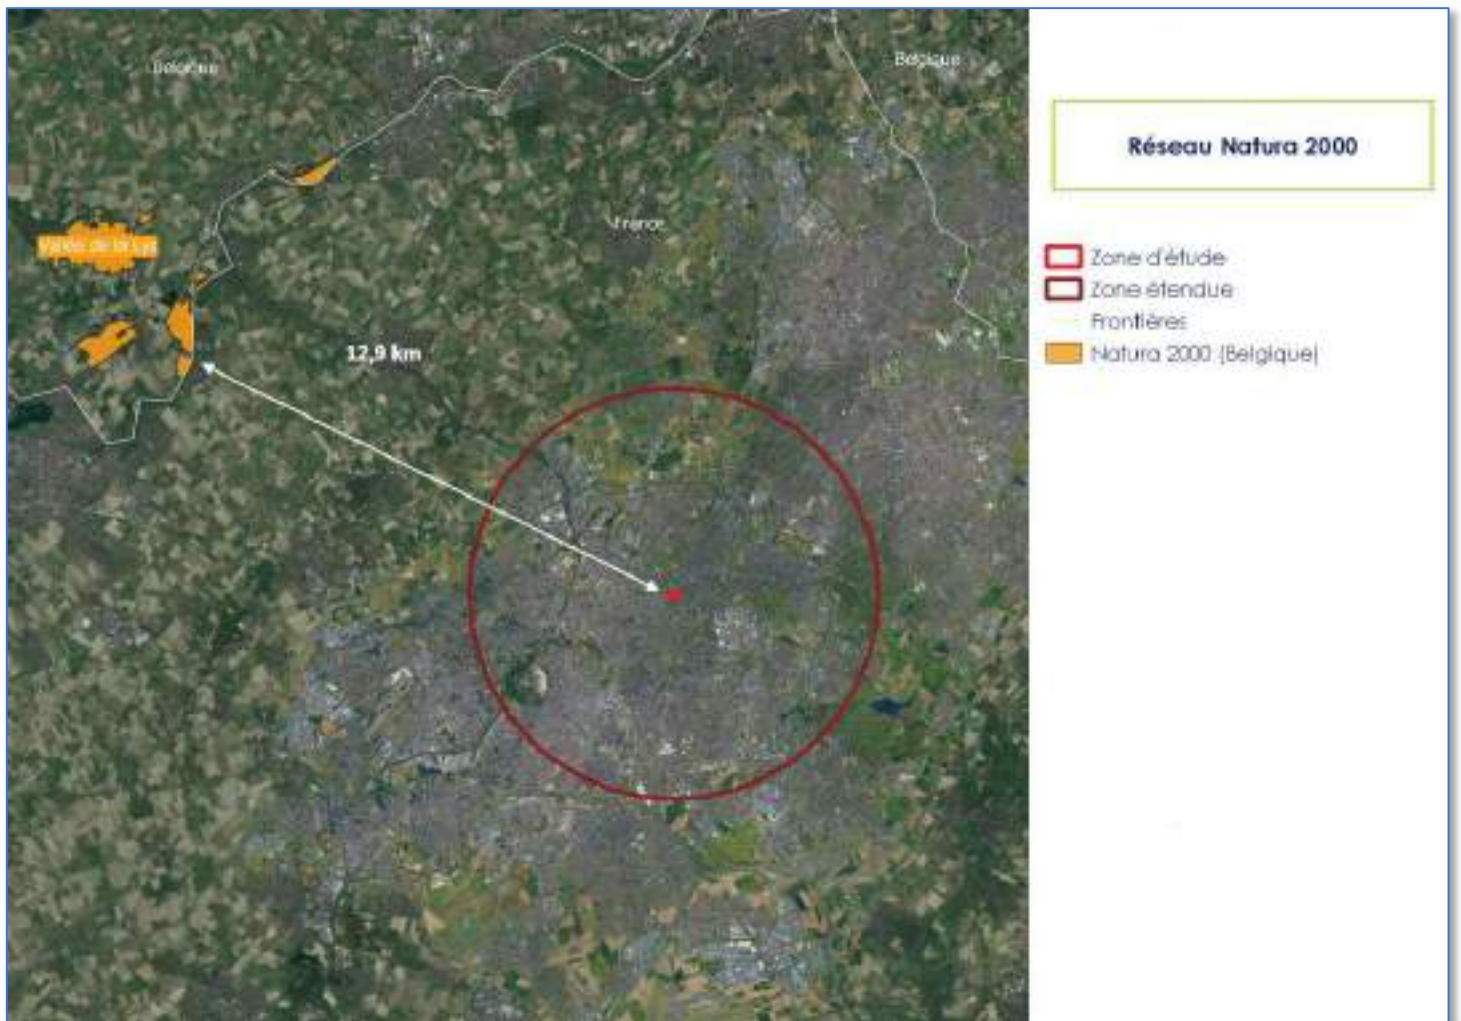 Belgique
Belgique
Réseau Natura 2000
France
Vallée de la Lys
Zone d'étude
Zone étendue
Frontières
12,9 km
Natura 2000 (Belgique)